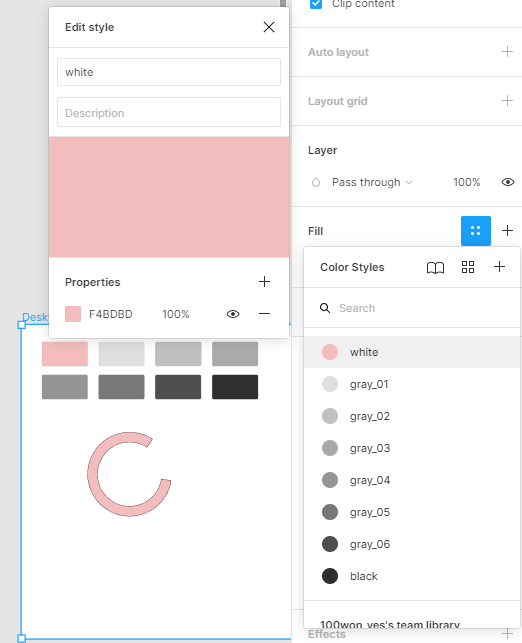 Edit style
white
Description
Properties
F4BDBD 100%
Clip content
Auto layout
Layout grid
Layer
Pass through 100%
Fill
Color Styles
Search
white
gray_01
gray_02
gray_03
gray_04
gray_05
gray_06
black
100won_yes's team library
Effects